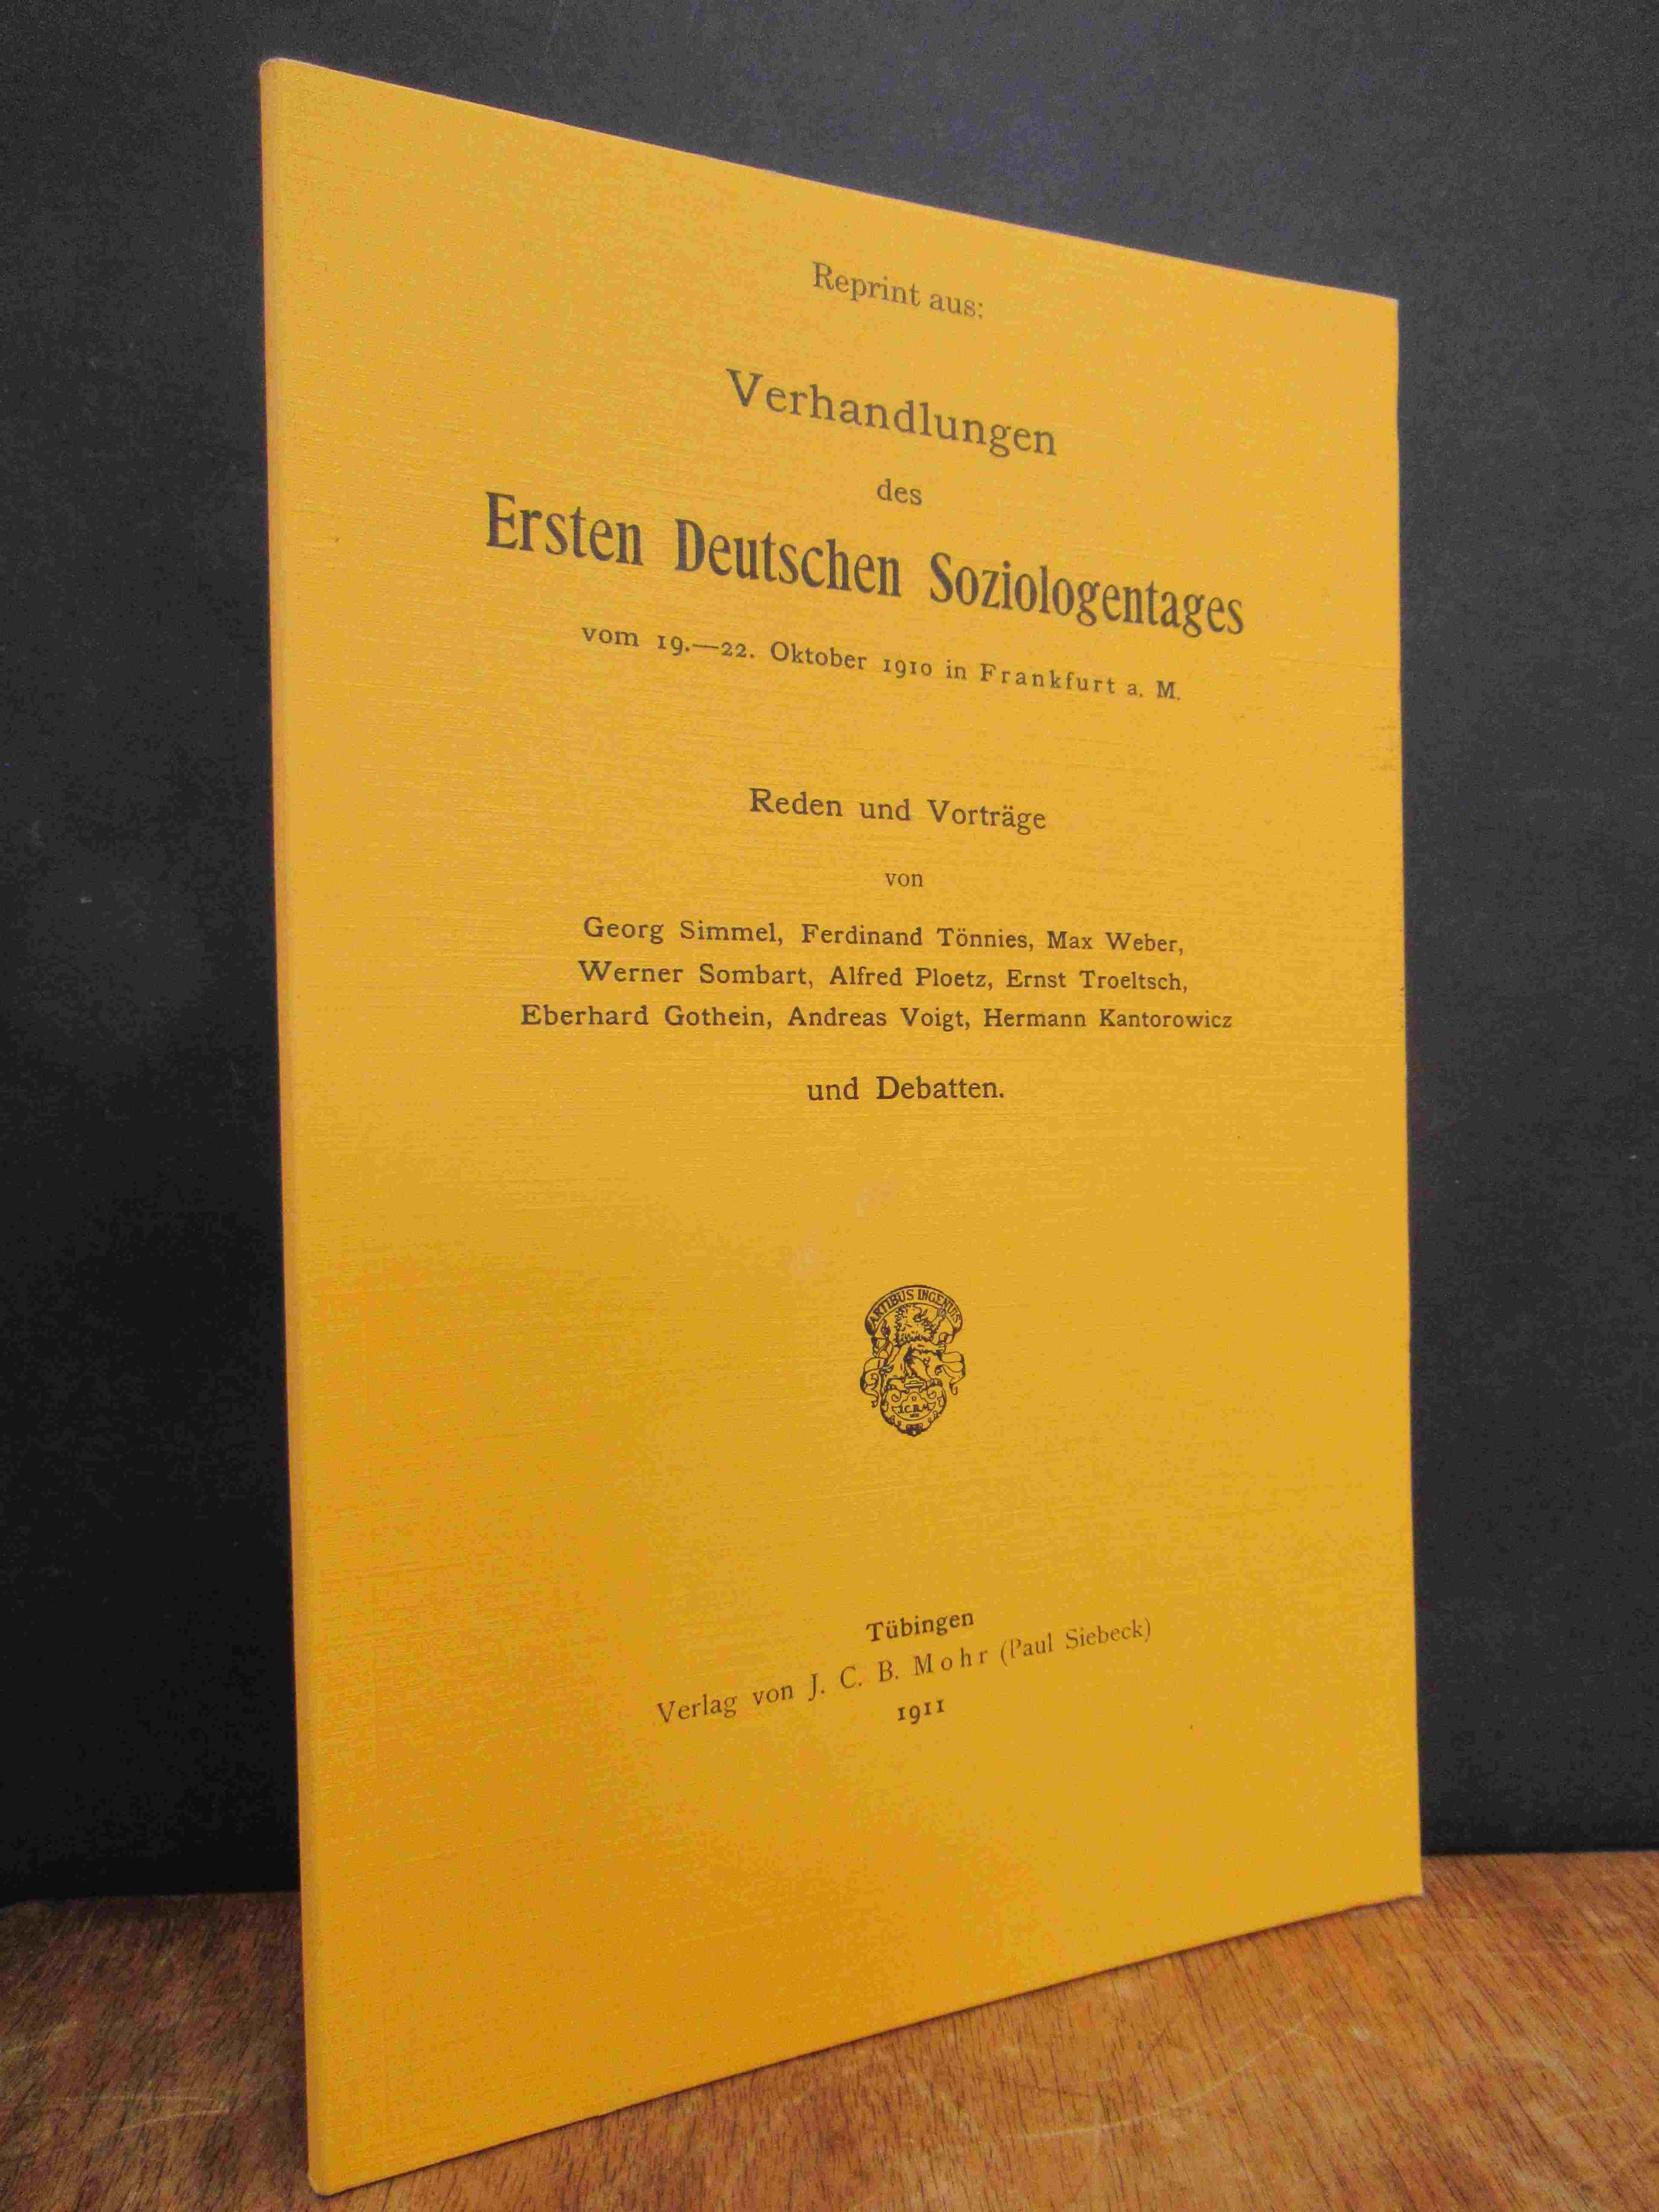 Reprint aus:
Verhandlungen
des
Ersten Deutschen Soziologentages
vom 19.—22. Oktober 1910 in Frankfurt a. M.
Reden und Vorträge
von
Georg Simmel, Ferdinand Tönnies, Max Weber,
Werner Sombart, Alfred Ploetz, Ernst Troeltsch,
Eberhard Gothein, Andreas Voigt, Hermann Kantorowicz
und Debatten.
ARTIBUS INGENUIS
J.C.B.M.
Tübingen
Verlag von J. C. B. Mohr (Paul Siebeck)
1911